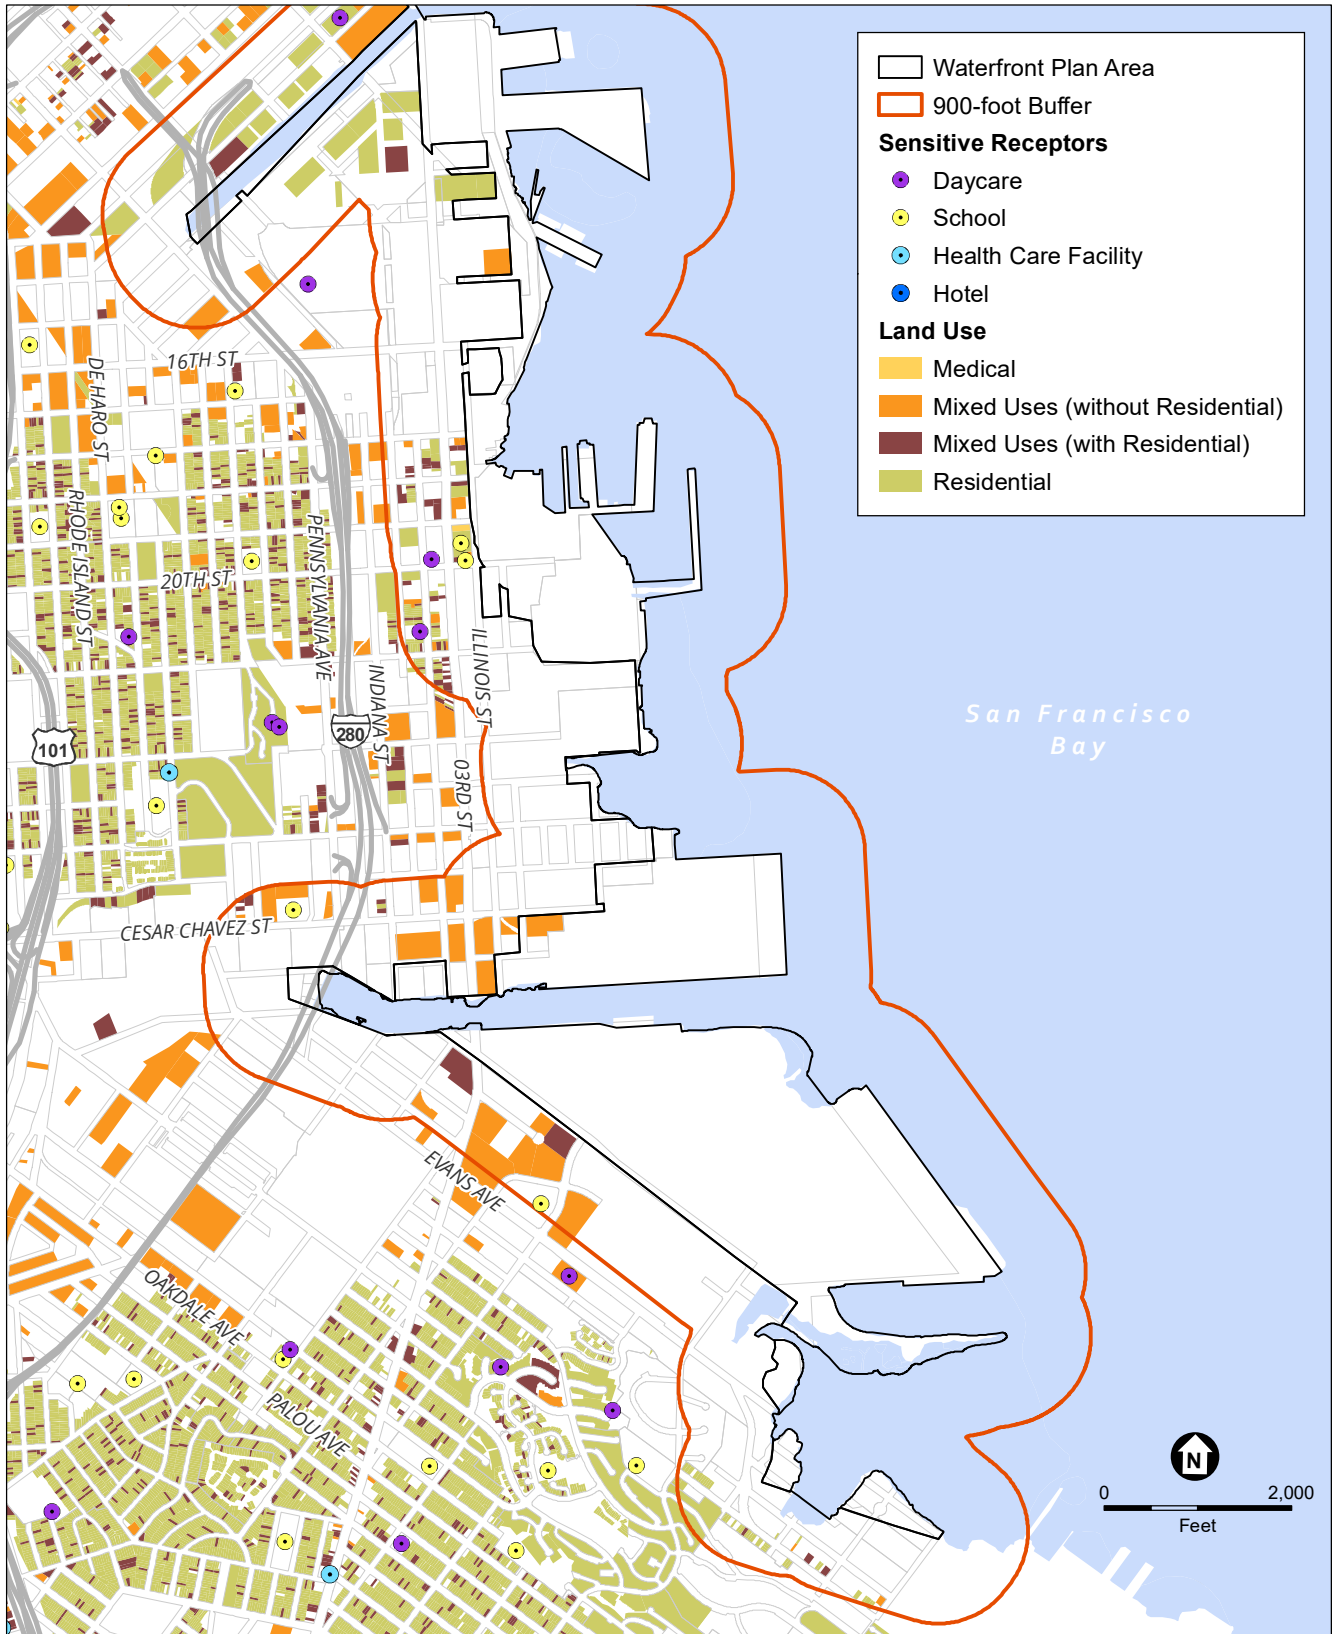 Waterfront Plan Area
900-foot Buffer
Sensitive Receptors
Daycare
School
Health Care Facility
Hotel
Land Use
Medical
Mixed Uses (without Residential)
Mixed Uses (with Residential)
Residential
16TH ST
DE HARO ST
RHODE ISLAND ST
20TH ST
PENNSYLVANIA AVE
INDIANA ST
ILLINOIS ST
03RD ST
101
280
San Francisco
Bay
CESAR CHAVEZ ST
EVANS AVE
OAKDALE AVE
PALOU AVE
N
0 2,000
Feet